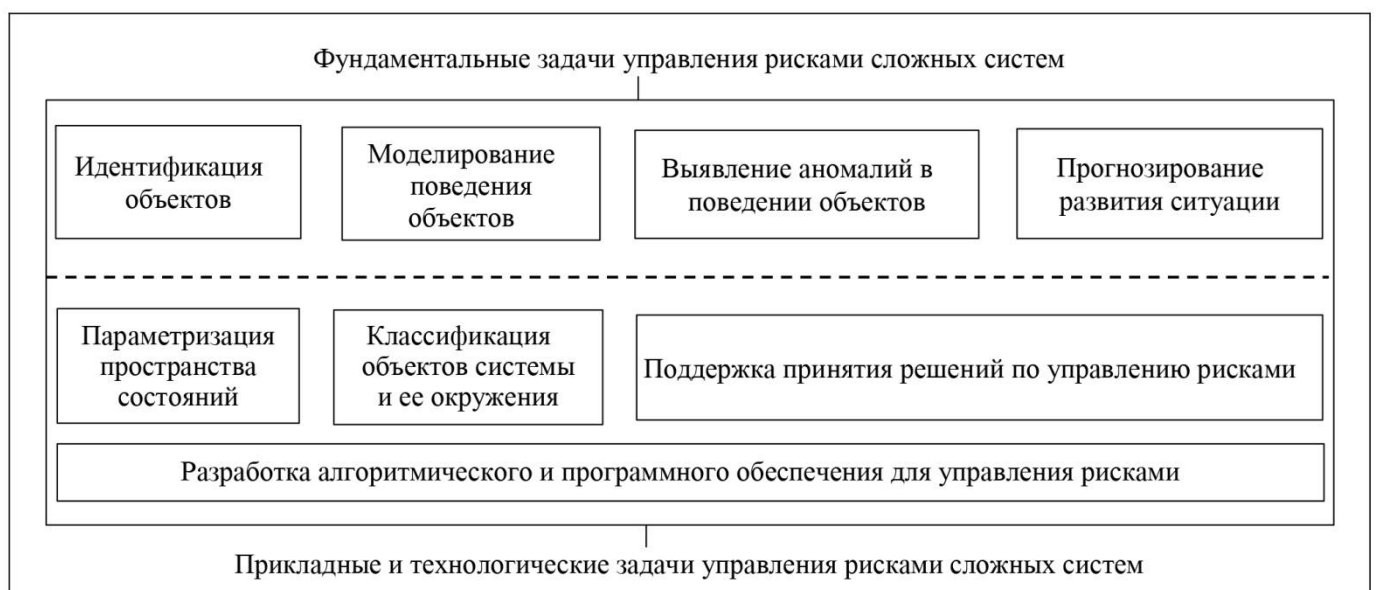 Фундаментальные задачи управления рисками сложных систем
Идентификация
объектов
Моделирование
поведения
объектов
Выявление аномалий в
поведении объектов
Прогнозирование
развития ситуации
Параметризация
пространства
состояний
Классификация
объектов системы
и ее окружения
Поддержка принятия решений по управлению рисками
Разработка алгоритмического и программного обеспечения для управления рисками
Прикладные и технологические задачи управления рисками сложных систем